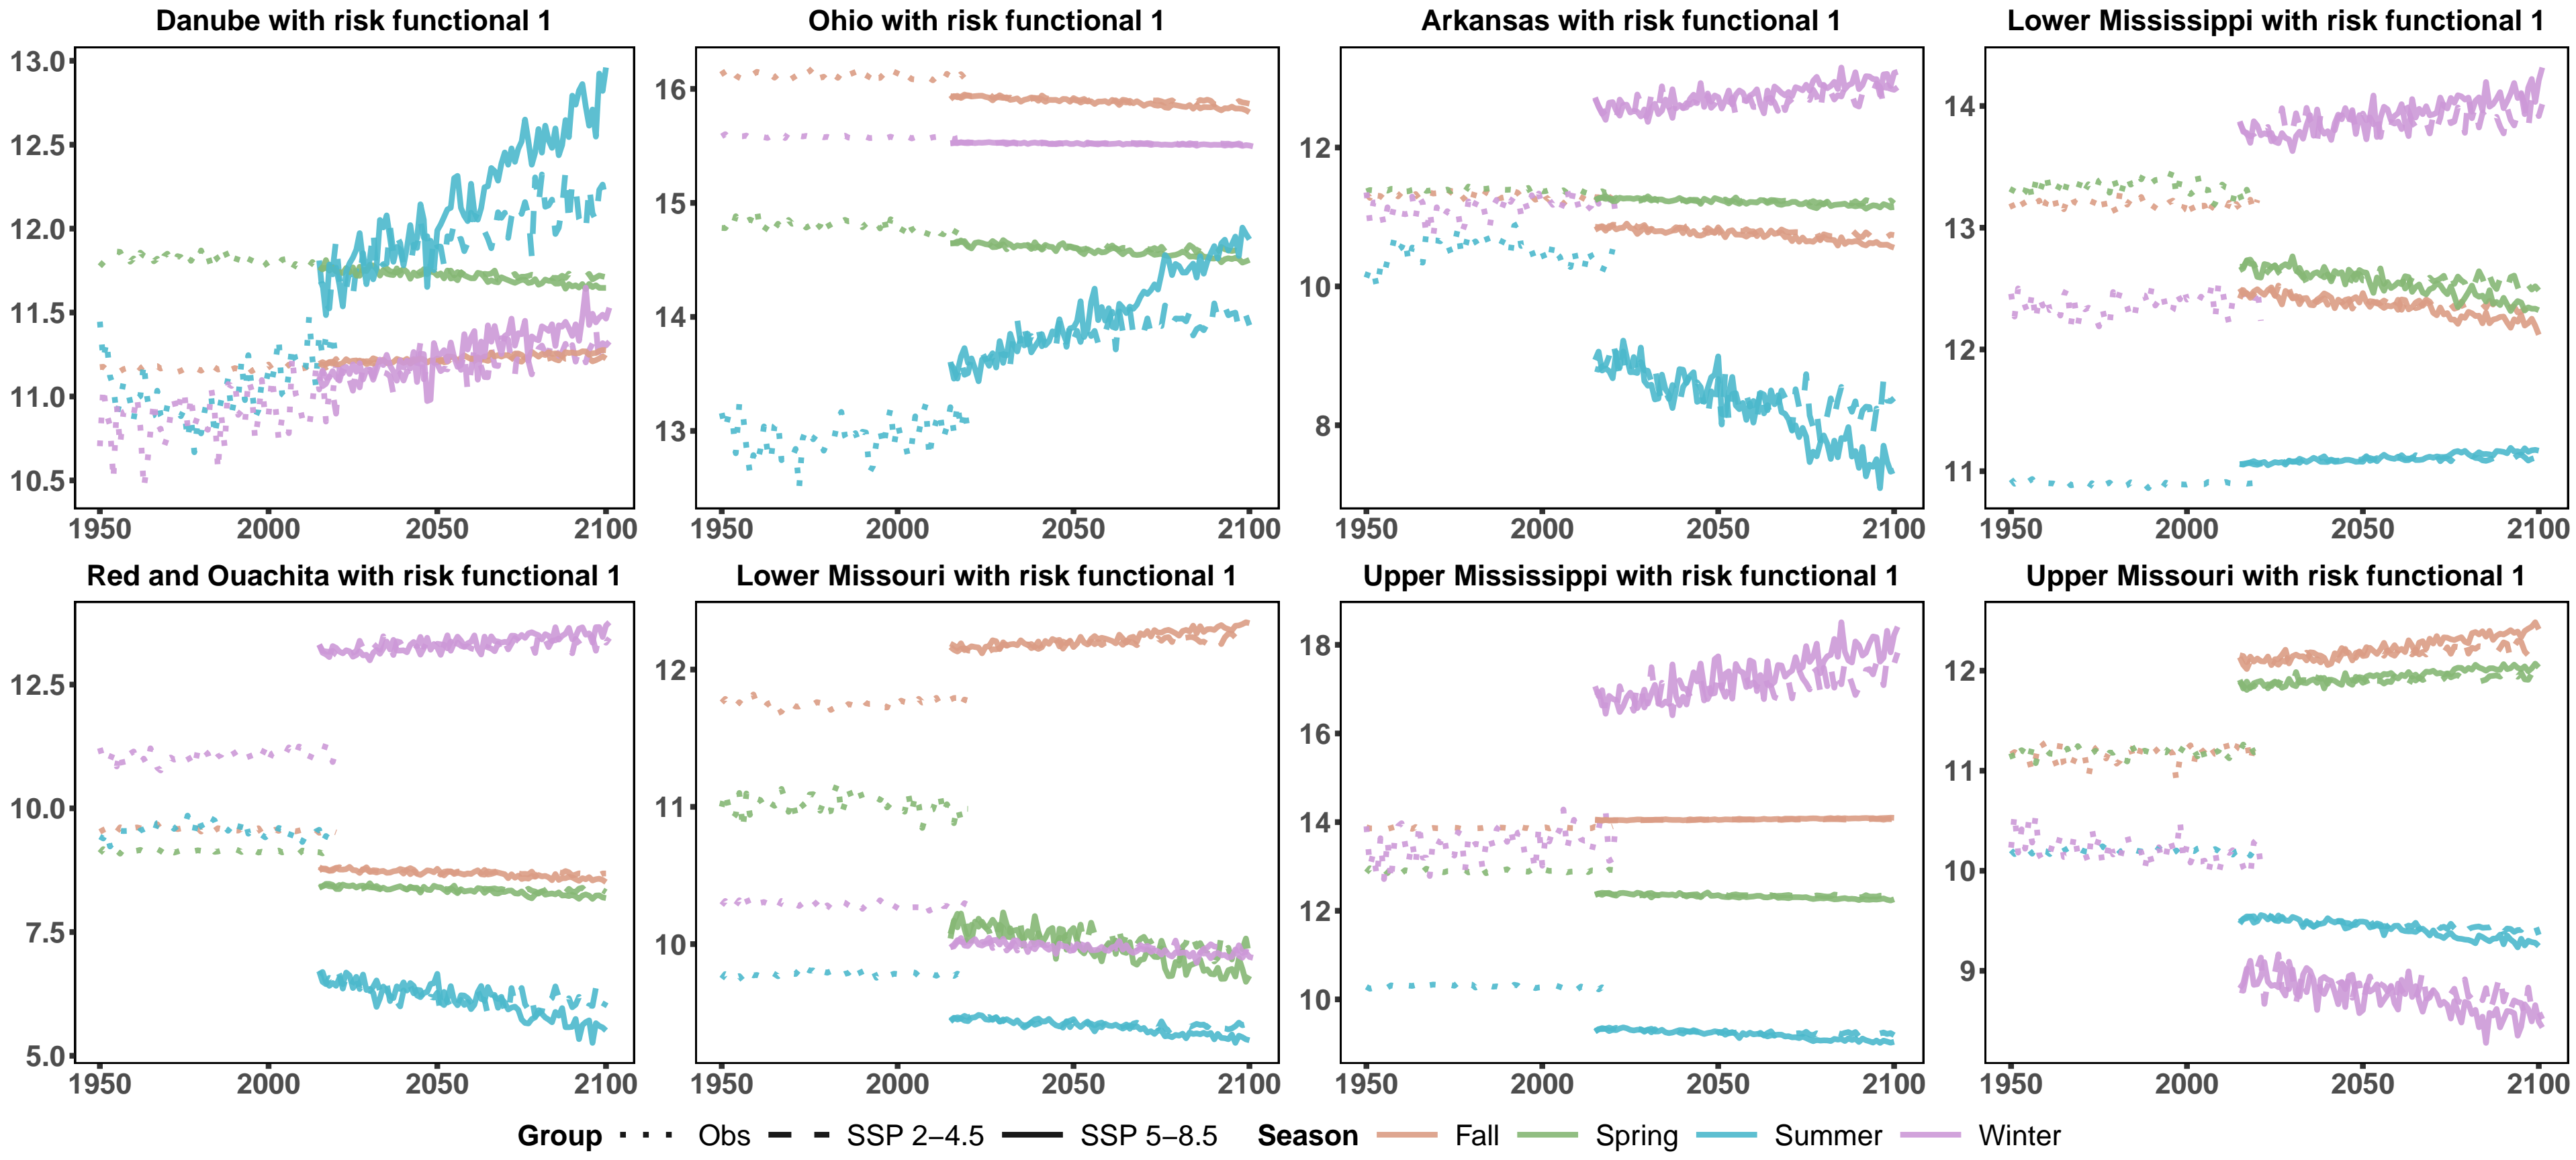 Danube with risk functional 1
Ohio with risk functional 1
Arkansas with risk functional 1
Lower Mississippi with risk functional 1
13.0
12.5
12.0
11.5
11.0
10.5
1950 2000 2050 2100
16
15
14
13
1950 2000 2050 2100
12
10
8
1950 2000 2050 2100
14
13
12
11
1950 2000 2050 2100
Red and Ouachita with risk functional 1
Lower Missouri with risk functional 1
Upper Mississippi with risk functional 1
Upper Missouri with risk functional 1
12.5
10.0
7.5
5.0
1950 2000 2050 2100
12
11
10
1950 2000 2050 2100
18
16
14
12
10
1950 2000 2050 2100
12
11
10
9
1950 2000 2050 2100
Group Obs SSP 2−4.5 SSP 5−8.5 Season Fall Spring Summer Winter